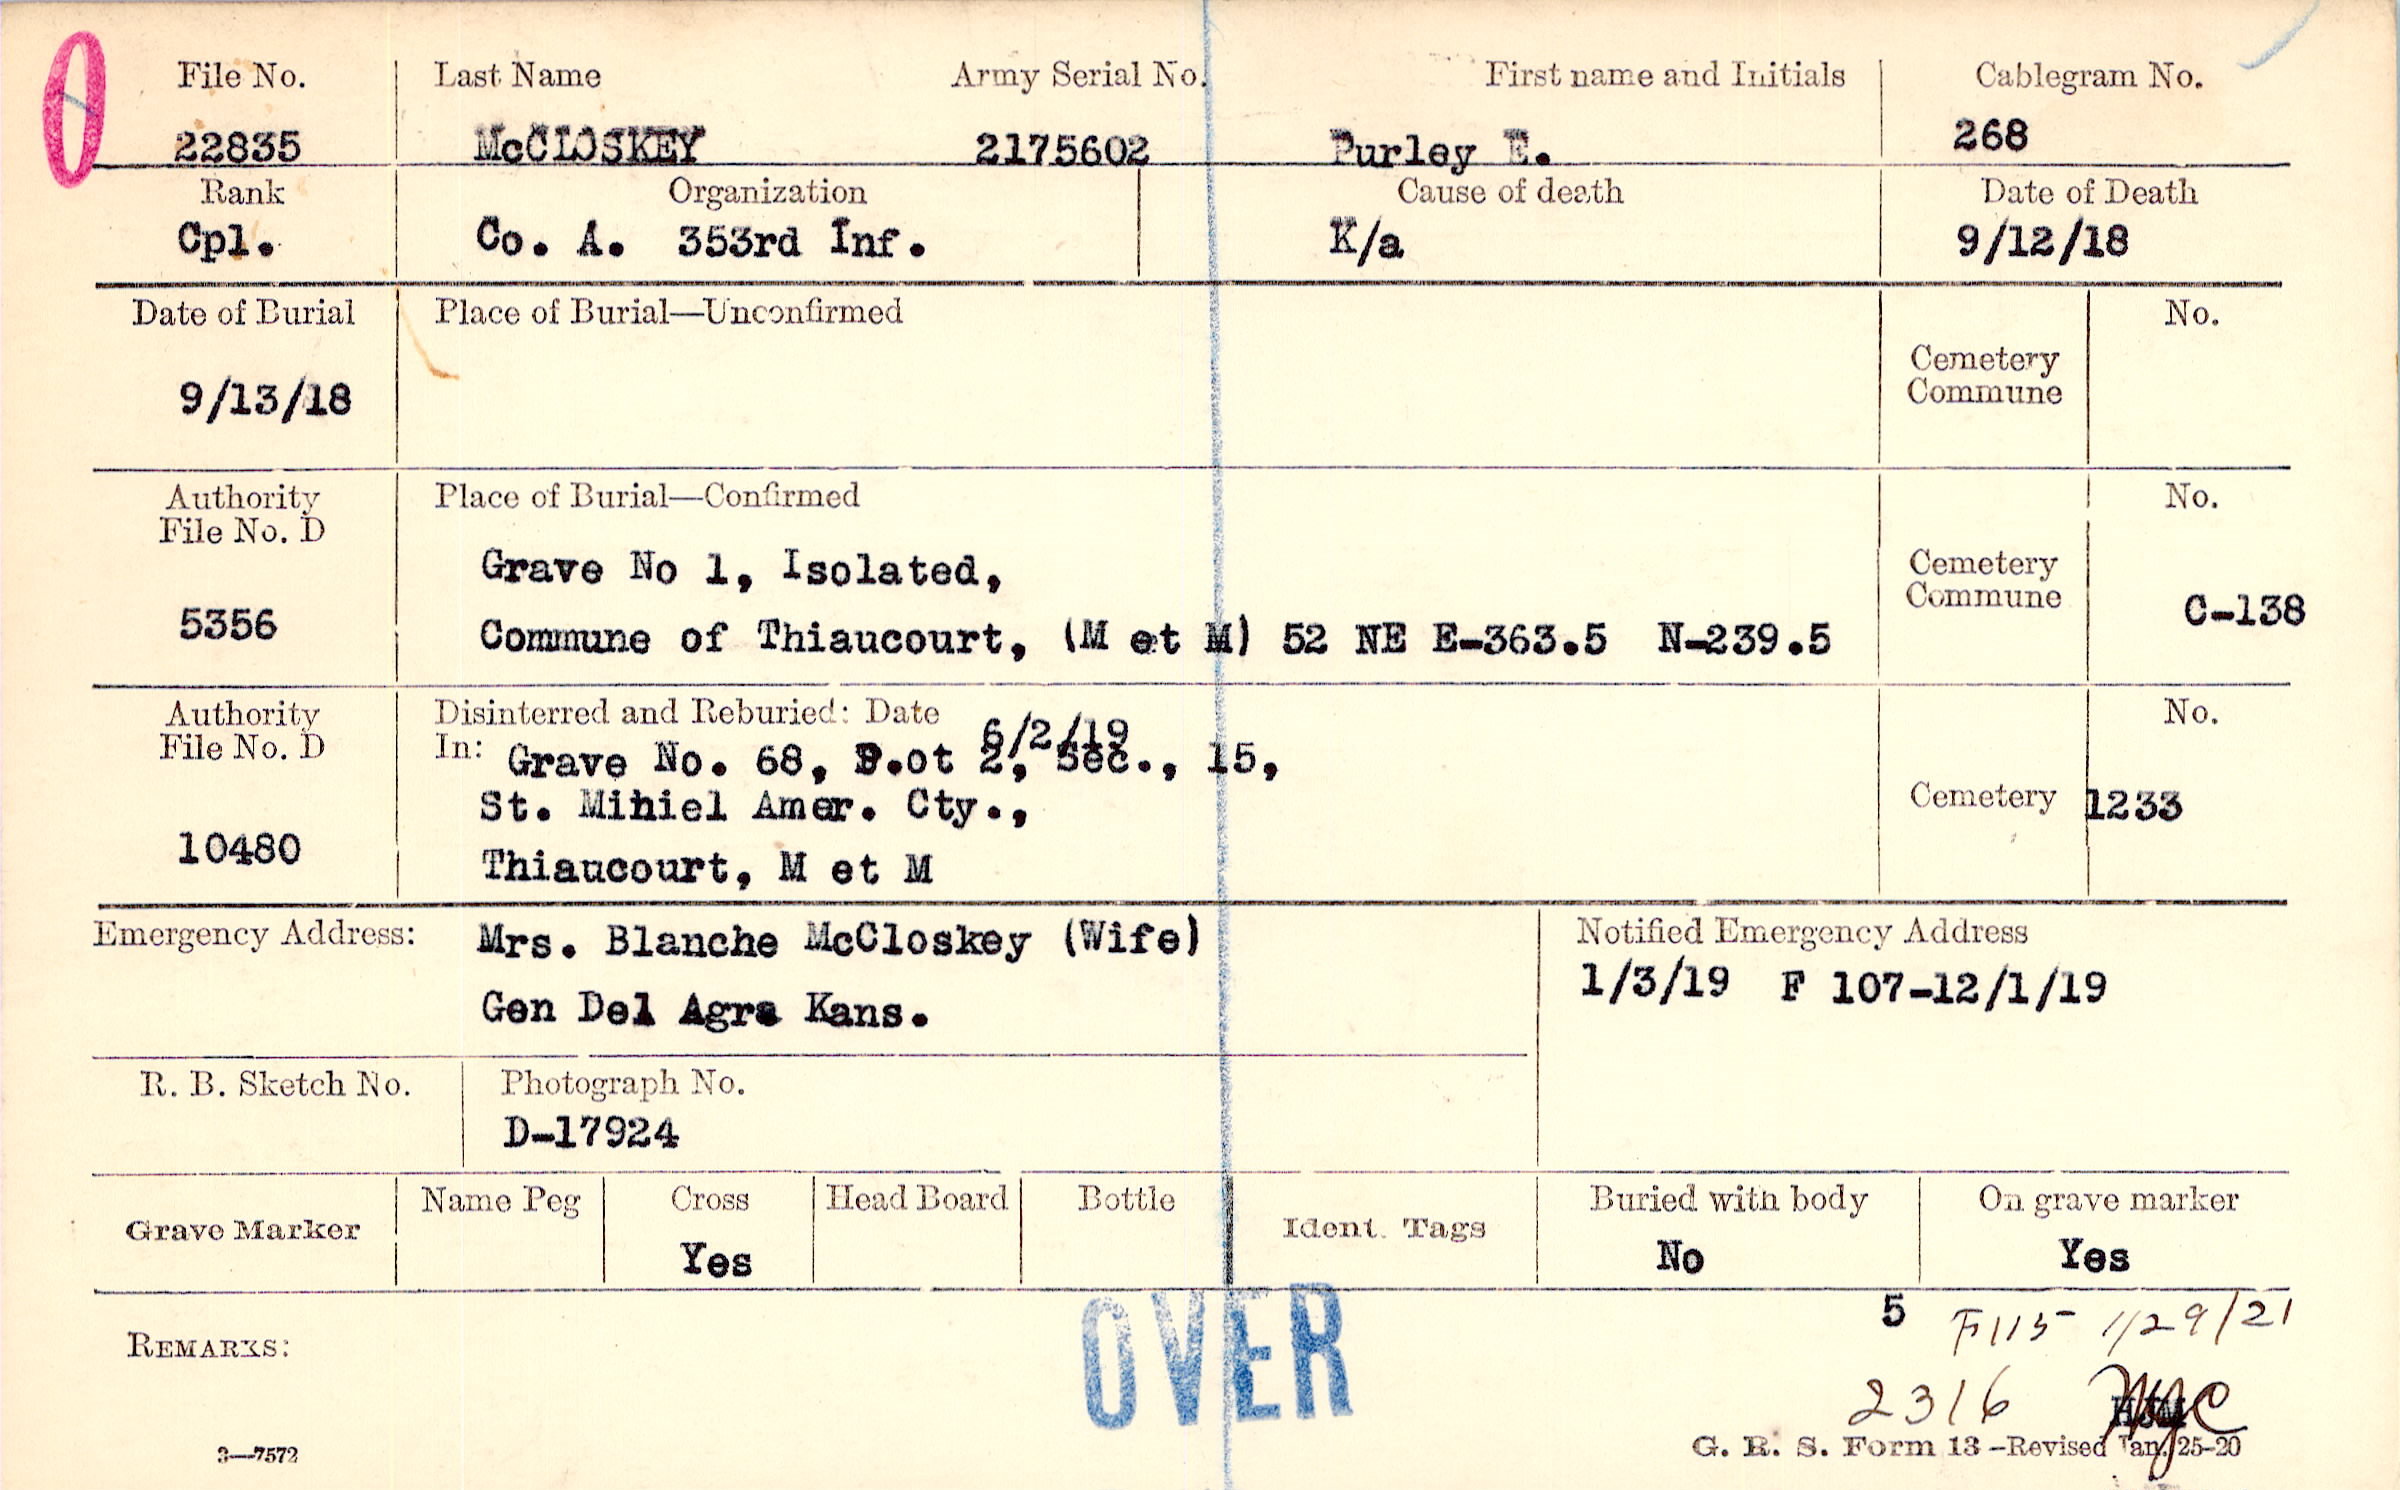 0
File No. Last Name Army Serial No. First name and Initials Cablegram No.
22835 McCLOSKEY 2175602 Purley E. 268
Rank Organization Cause of death Date of Death
Cpl. Co. A. 353rd Inf. K/a 9/12/18
Date of Burial Place of Burial—Unconfirmed No.
Cemetery
Commune
9/13/18
Authority Place of Burial—Confirmed No.
File No. D
Grave No 1, Isolated, Cemetery
Commune
5356 Commune of Thiaucourt, (M et M) 52 NE E-363.5 N-239.5 C-138
Authority Disinterred and Reburied: Date 6/2/19 No.
File No. D In: Grave No. 68, P.ot 2, Sec., 15,
St. Mihiel Amer. Cty., Cemetery 1233
10480 Thiaucourt, M et M
Emergency Address: Mrs. Blanche McCloskey (Wife) Notified Emergency Address
1/3/19 F 107-12/1/19
Gen Del Agra Kans.
R. B. Sketch No. Photograph No.
D-17924
Grave Marker Name Peg Cross Head Board Bottle Ident. Tags Buried with body On grave marker
Yes No Yes
5 F115 1/29/21
REMARKS: OVER
2316
3—7572 G. R. S. Form 13 -Revised Jan. 25-20